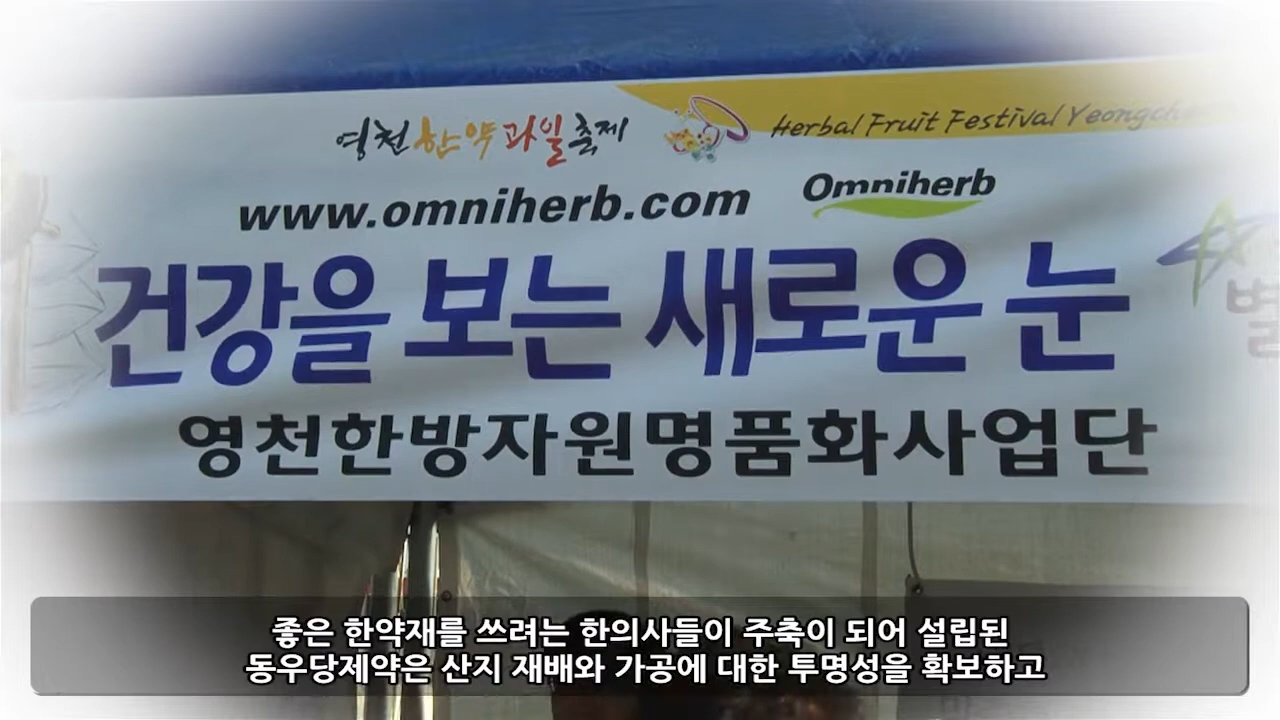 영천한약과일축제 Herbal Fruit Festival Yeongche
www.omniherb.com Omniherb
건강을 보는 새로운 눈
별
영천한방자원명품화사업단
좋은 한약재를 쓰려는 한의사들이 주축이 되어 설립된
동우당제약은 산지 재배와 가공에 대한 투명성을 확보하고